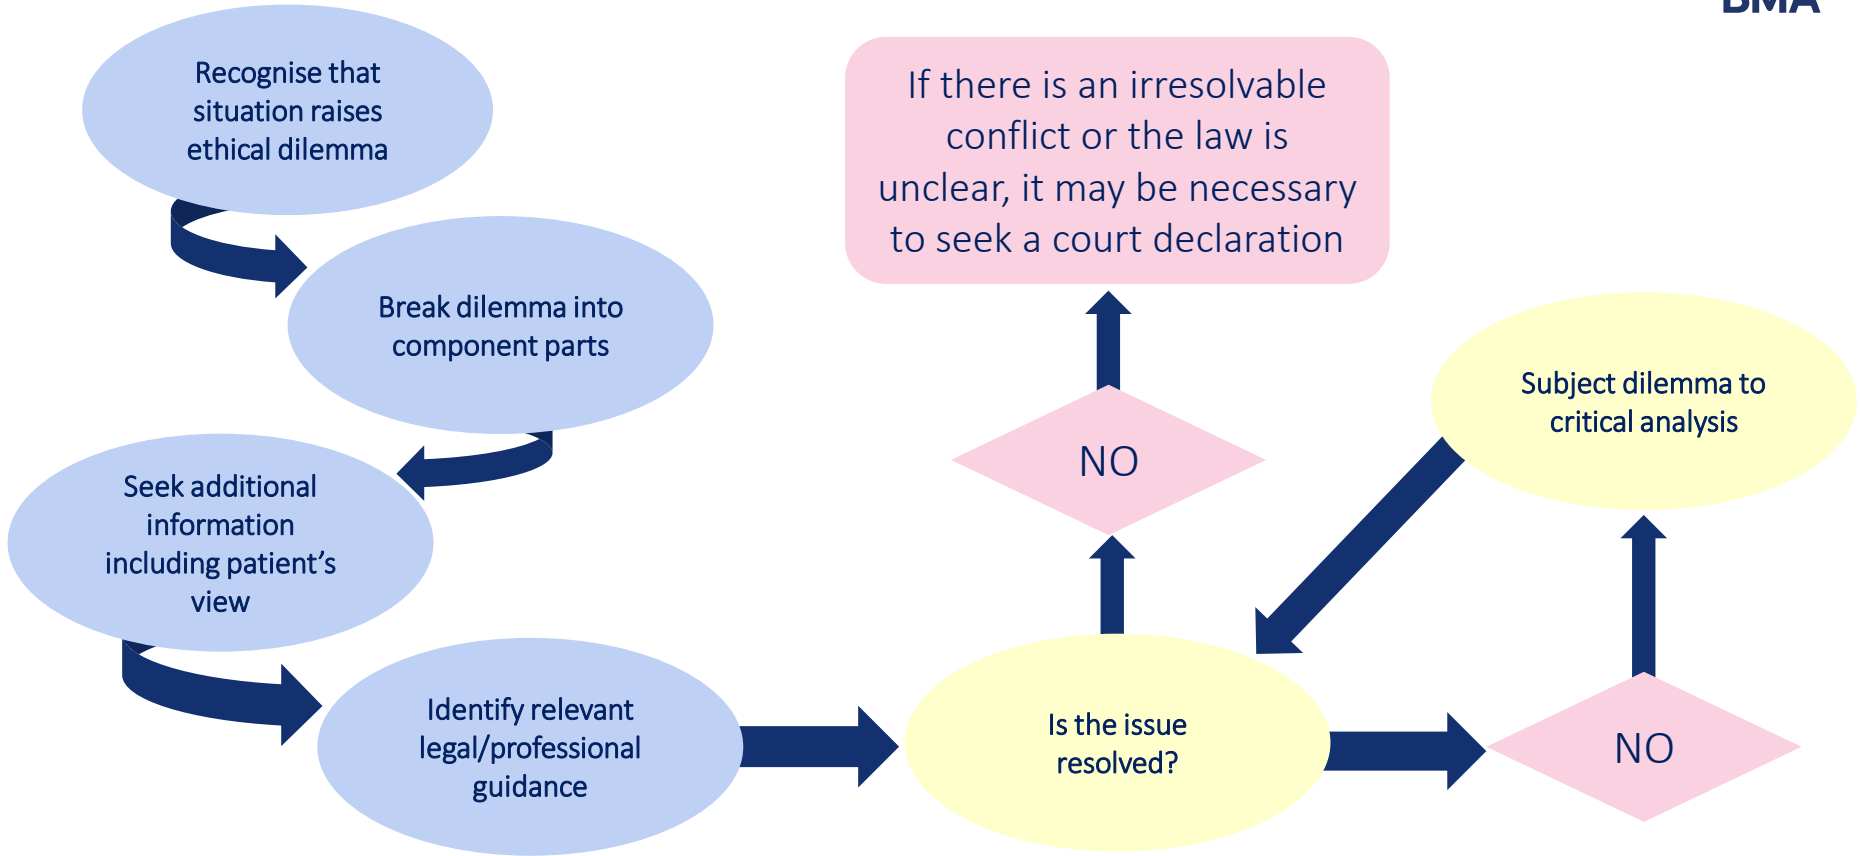 BMA
Recognise that
situation raises
ethical dilemma
Break dilemma into
component parts
Seek additional
information
including patient’s
view
Identify relevant
legal/professional
guidance
Is the issue
resolved?
NO
If there is an irresolvable
conflict or the law is
unclear, it may be necessary
to seek a court declaration
NO
Subject dilemma to
critical analysis